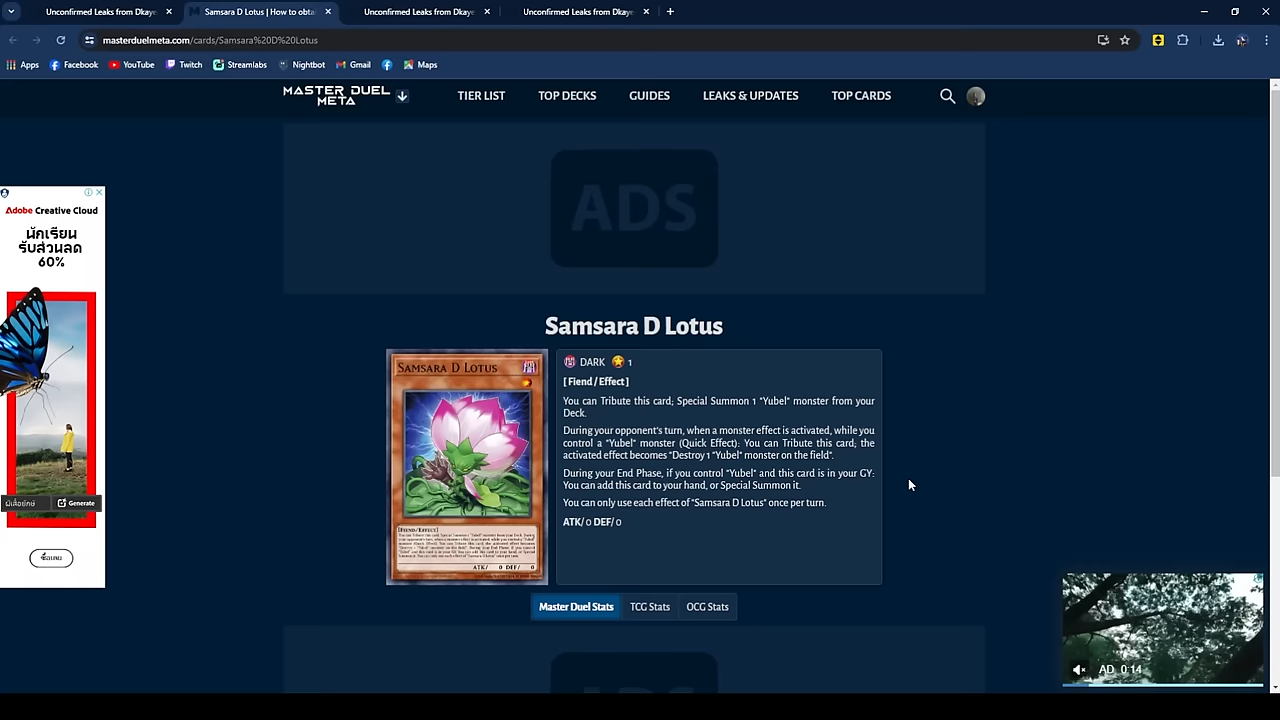 Unconfirmed Leaks from Dkaye
Samsara D Lotus | How to obta
Unconfirmed Leaks from Dkaye
Unconfirmed Leaks from Dkaye
masterduelmeta.com/cards/Samsara%20D%20Lotus
Apps
Facebook
YouTube
Twitch
Streamlabs
Nightbot
Gmail
Maps
MASTER DUEL
META
TIER LIST
TOP DECKS
GUIDES
LEAKS & UPDATES
TOP CARDS
ADS
Adobe Creative Cloud
นักเรียน
รับส่วนลด
60%
Generate
Samsara D Lotus
SAMSARA D LOTUS
[FIEND/EFFECT]
ATK/ 0 DEF/ 0
DARK 1
[ Fiend / Effect ]
You can Tribute this card; Special Summon 1 "Yubel" monster from your
Deck.
During your opponent's turn, when a monster effect is activated, while you
control a "Yubel" monster (Quick Effect): You can Tribute this card; the
activated effect becomes "Destroy 1 "Yubel" monster on the field".
During your End Phase, if you control "Yubel" and this card is in your GY:
You can add this card to your hand, or Special Summon it.
You can only use each effect of "Samsara D Lotus" once per turn.
ATK/ 0 DEF/ 0
Master Duel Stats
TCG Stats
OCG Stats
AD 0:14